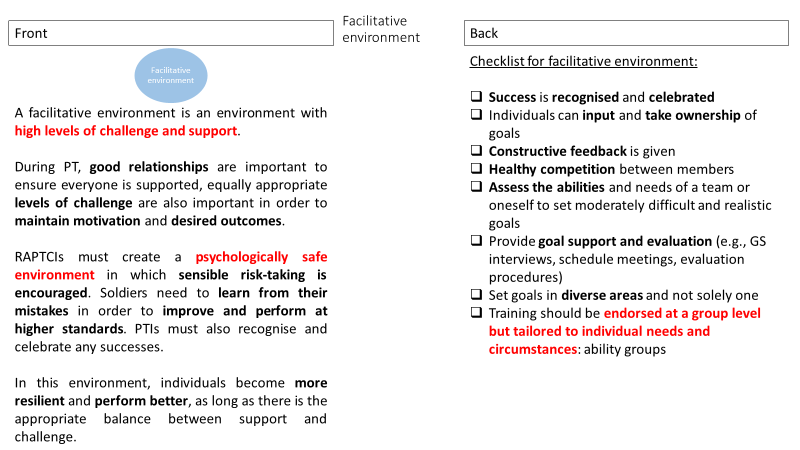 Front
Facilitative
environment
A facilitative environment is an environment with
high levels of challenge and support.
During PT, good relationships are important to
ensure everyone is supported, equally appropriate
levels of challenge are also important in order to
maintain motivation and desired outcomes.
RAPTCIs must create a psychologically safe
environment in which sensible risk-taking is
encouraged. Soldiers need to learn from their
mistakes in order to improve and perform at
higher standards. PTIs must also recognise and
celebrate any successes.
In this environment, individuals become more
resilient and perform better, as long as there is the
appropriate balance between support and
challenge.
Facilitative
environment
Back
Checklist for facilitative environment:
❑ Success is recognised and celebrated
❑ Individuals can input and take ownership of
goals
❑ Constructive feedback is given
❑ Healthy competition between members
❑ Assess the abilities and needs of a team or
oneself to set moderately difficult and realistic
goals
❑ Provide goal support and evaluation (e.g., GS
interviews, schedule meetings, evaluation
procedures)
❑ Set goals in diverse areas and not solely one
❑ Training should be endorsed at a group level
but tailored to individual needs and
circumstances: ability groups